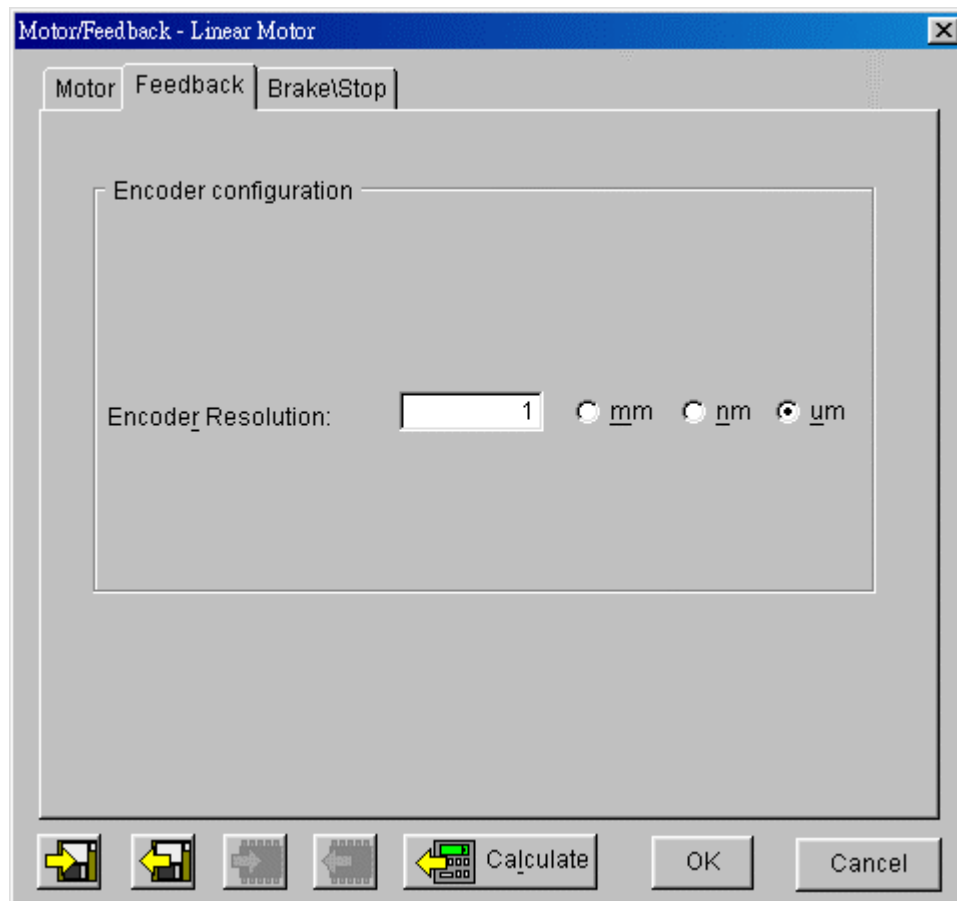 Motor/Feedback - Linear Motor
Motor Feedback Brake\Stop
Encoder configuration
Encoder Resolution: 1 mm nm um
Calculate OK Cancel